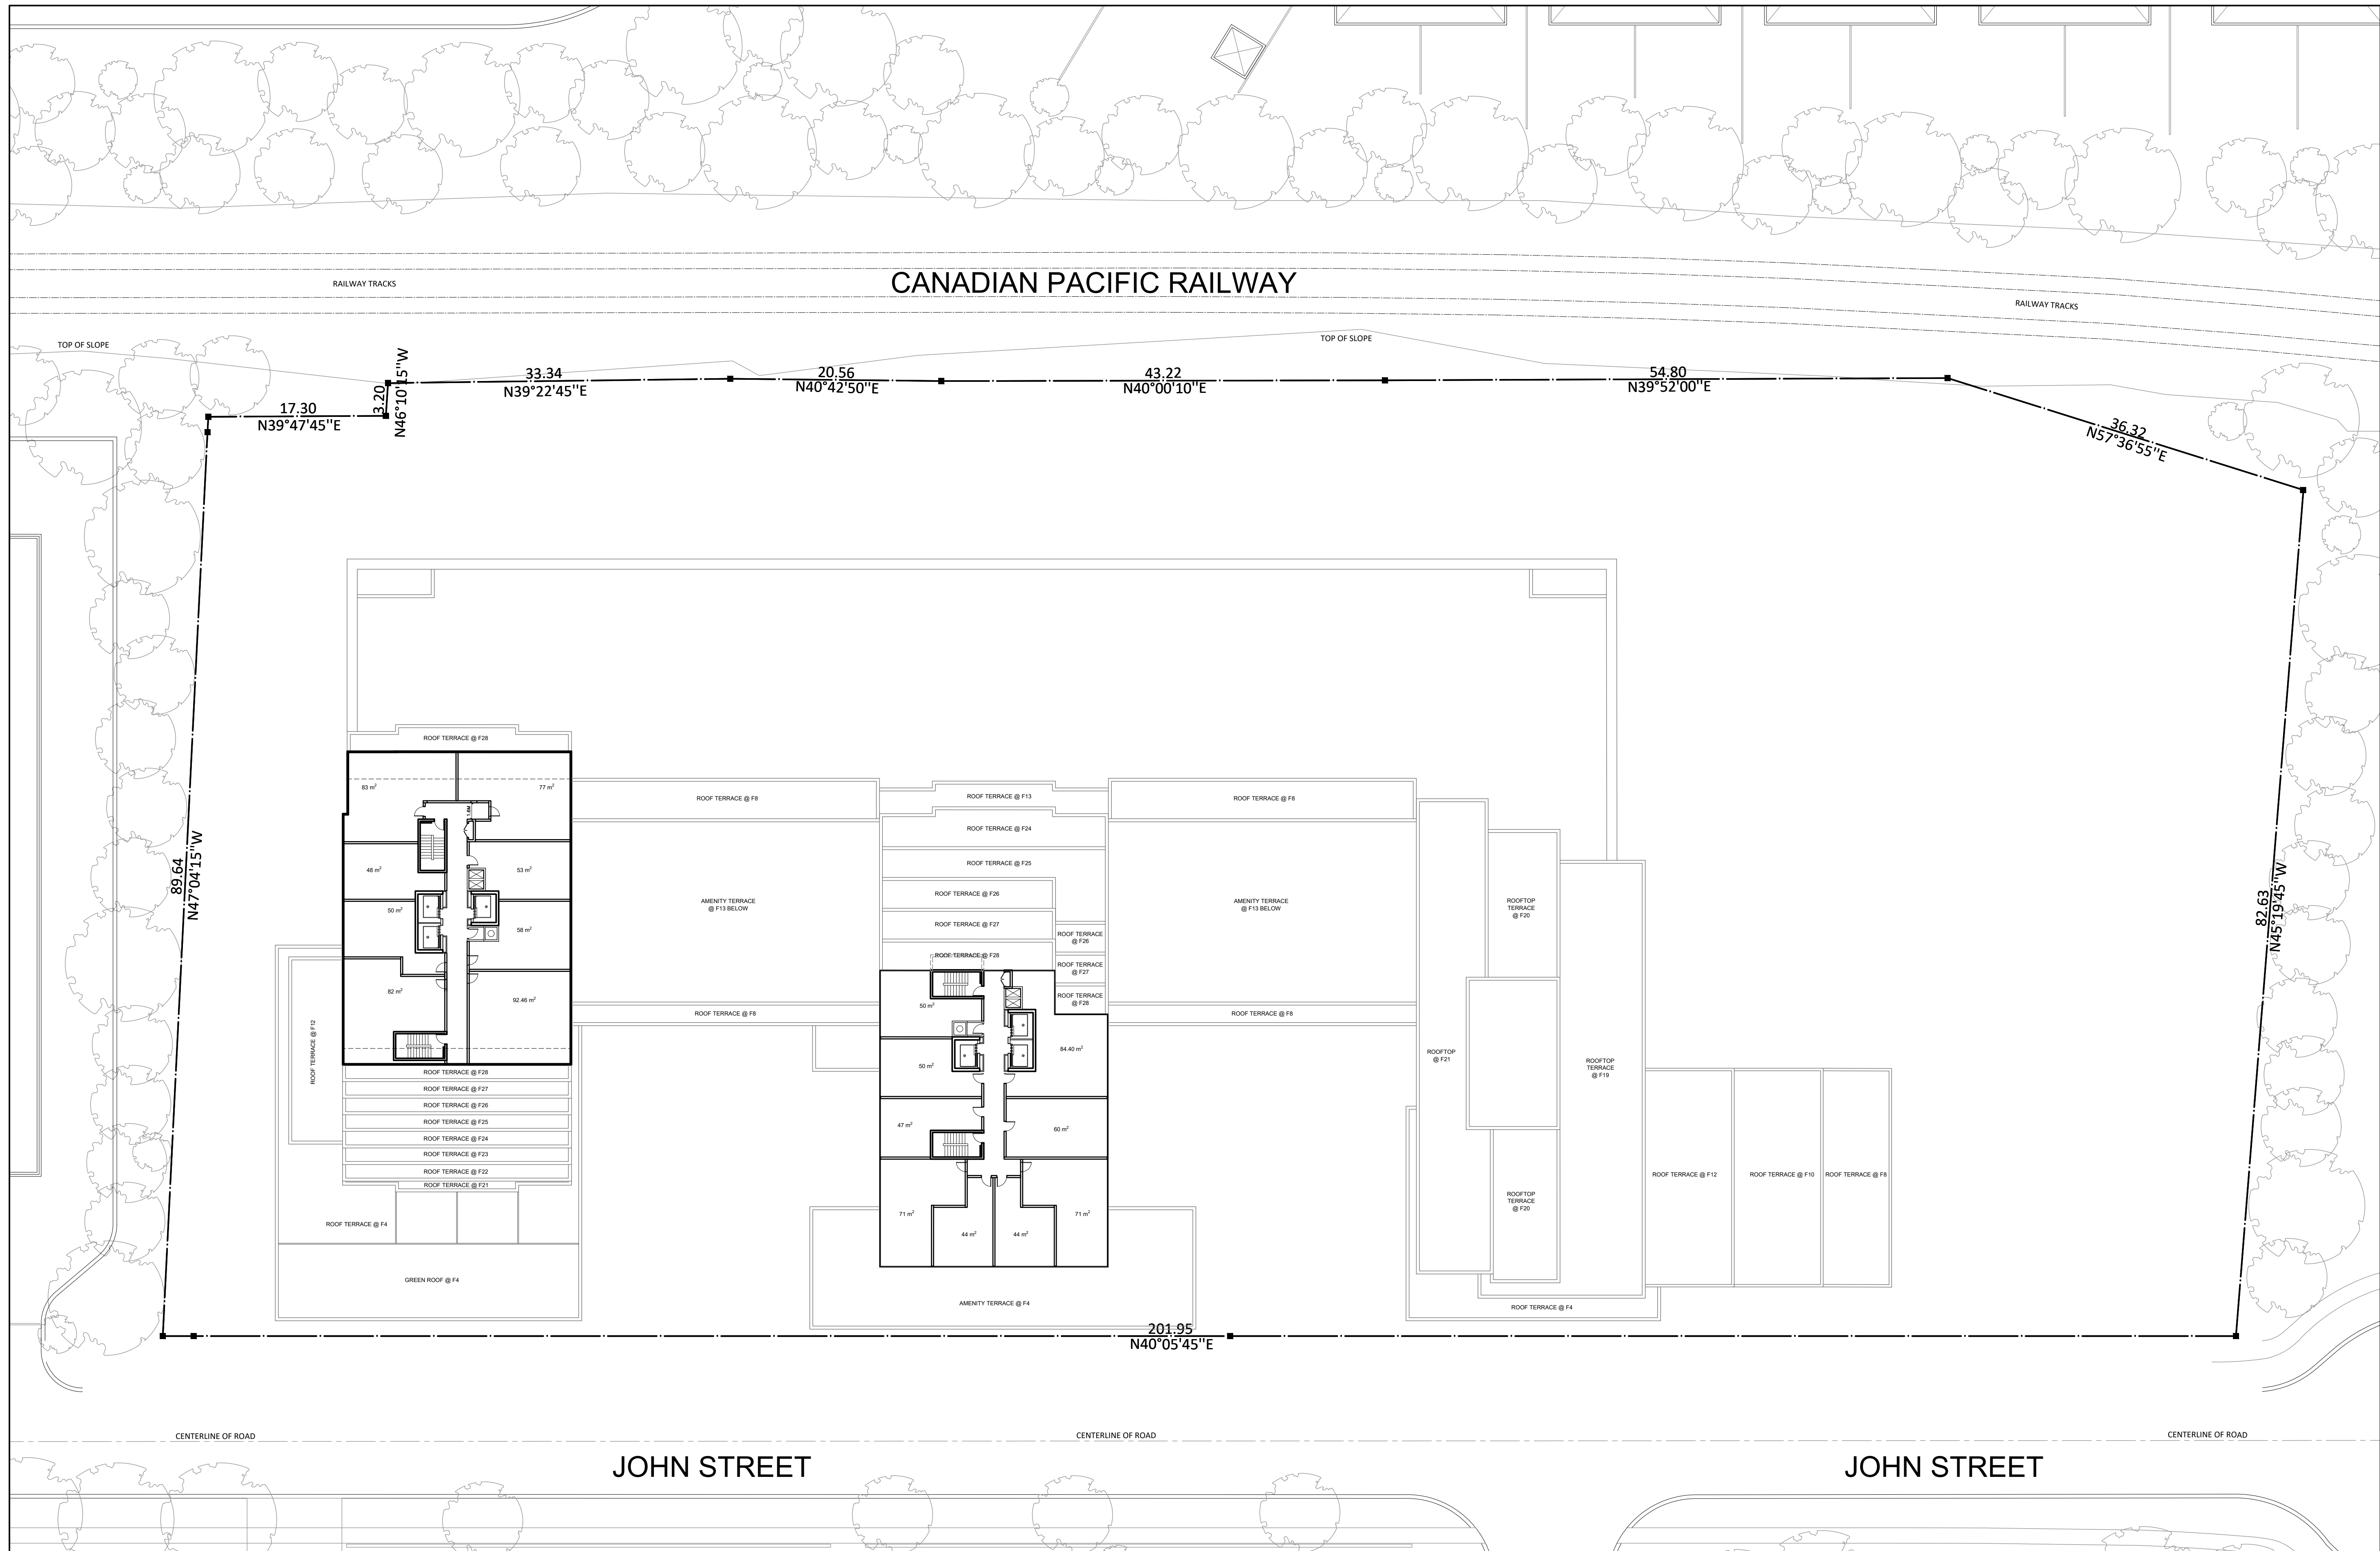 CANADIAN PACIFIC RAILWAY
RAILWAY TRACKS
RAILWAY TRACKS
TOP OF SLOPE
TOP OF SLOPE
17.30
N39°47'45''E
3.20
N46°10'15''W
33.34
N39°22'45''E
20.56
N40°42'50''E
43.22
N40°00'10''E
54.80
N39°52'00''E
36.32
N57°36'55''E
89.64
N47°04'15''W
82.63
N45°19'45''W
ROOF TERRACE @ F28
83 m²
77 m²
1.6M
48 m²
53 m²
50 m²
58 m²
82 m²
92.46 m²
ROOF TERRACE @ F12
ROOF TERRACE @ F28
ROOF TERRACE @ F27
ROOF TERRACE @ F26
ROOF TERRACE @ F25
ROOF TERRACE @ F24
ROOF TERRACE @ F23
ROOF TERRACE @ F22
ROOF TERRACE @ F21
ROOF TERRACE @ F4
GREEN ROOF @ F4
ROOF TERRACE @ F8
AMENITY TERRACE
@ F13 BELOW
ROOF TERRACE @ F8
ROOF TERRACE @ F13
ROOF TERRACE @ F24
ROOF TERRACE @ F25
ROOF TERRACE @ F26
ROOF TERRACE @ F27
ROOF TERRACE @ F28
ROOF TERRACE
@ F26
ROOF TERRACE
@ F27
ROOF TERRACE
@ F28
50 m²
84.40 m²
50 m²
47 m²
60 m²
71 m²
44 m²
44 m²
71 m²
AMENITY TERRACE @ F4
ROOF TERRACE @ F8
AMENITY TERRACE
@ F13 BELOW
ROOF TERRACE @ F8
ROOFTOP
TERRACE
@ F20
ROOFTOP
@ F21
ROOFTOP
TERRACE
@ F19
ROOFTOP
TERRACE
@ F20
ROOF TERRACE @ F12
ROOF TERRACE @ F10
ROOF TERRACE @ F8
ROOF TERRACE @ F4
201.95
N40°05'45''E
CENTERLINE OF ROAD
CENTERLINE OF ROAD
CENTERLINE OF ROAD
JOHN STREET
JOHN STREET